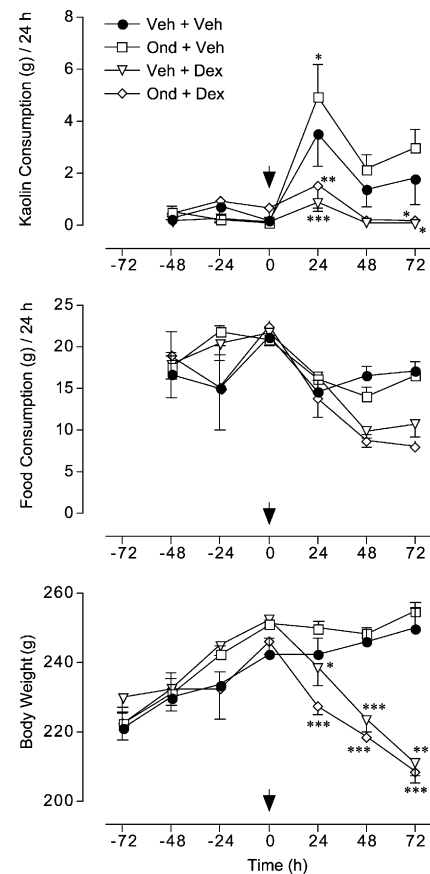 Kaolin Consumption (g) / 24 h
8
6
4
2
0
Veh + Veh
Ond + Veh
Veh + Dex
Ond + Dex
*
**
***
*
*
-72 -48 -24 0 24 48 72
Food Consumption (g) / 24 h
25
20
15
10
5
0
-72 -48 -24 0 24 48 72
Body Weight (g)
260
240
220
200
*
***
***
***
**
***
-72 -48 -24 0 24 48 72
Time (h)